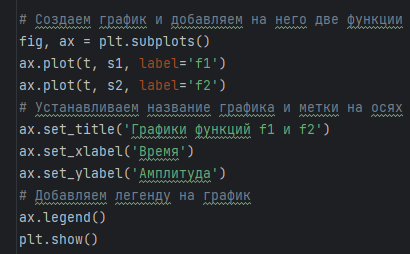 # Создаем график и добавляем на него две функции
fig, ax = plt.subplots()
ax.plot(t, s1, label='f1')
ax.plot(t, s2, label='f2')
# Устанавливаем название графика и метки на осях
ax.set_title('Графики функций f1 и f2')
ax.set_xlabel('Время')
ax.set_ylabel('Амплитуда')
# Добавляем легенду на график
ax.legend()
plt.show()